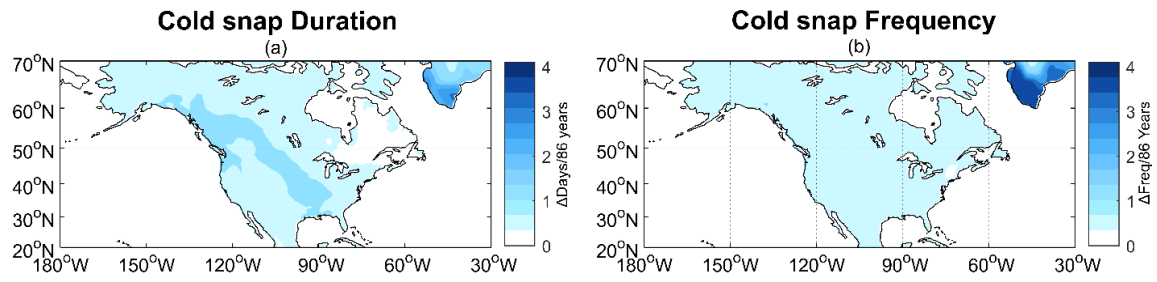 Cold snap Duration
(a)
70°N
60°N
50°N
40°N
30°N
20°N
180°W 150°W 120°W 90°W 60°W 30°W
4
3
2
1
0
ΔDays/86 years
Cold snap Frequency
(b)
70°N
60°N
50°N
40°N
30°N
20°N
180°W 150°W 120°W 90°W 60°W 30°W
4
3
2
1
0
ΔFreq/86 Years